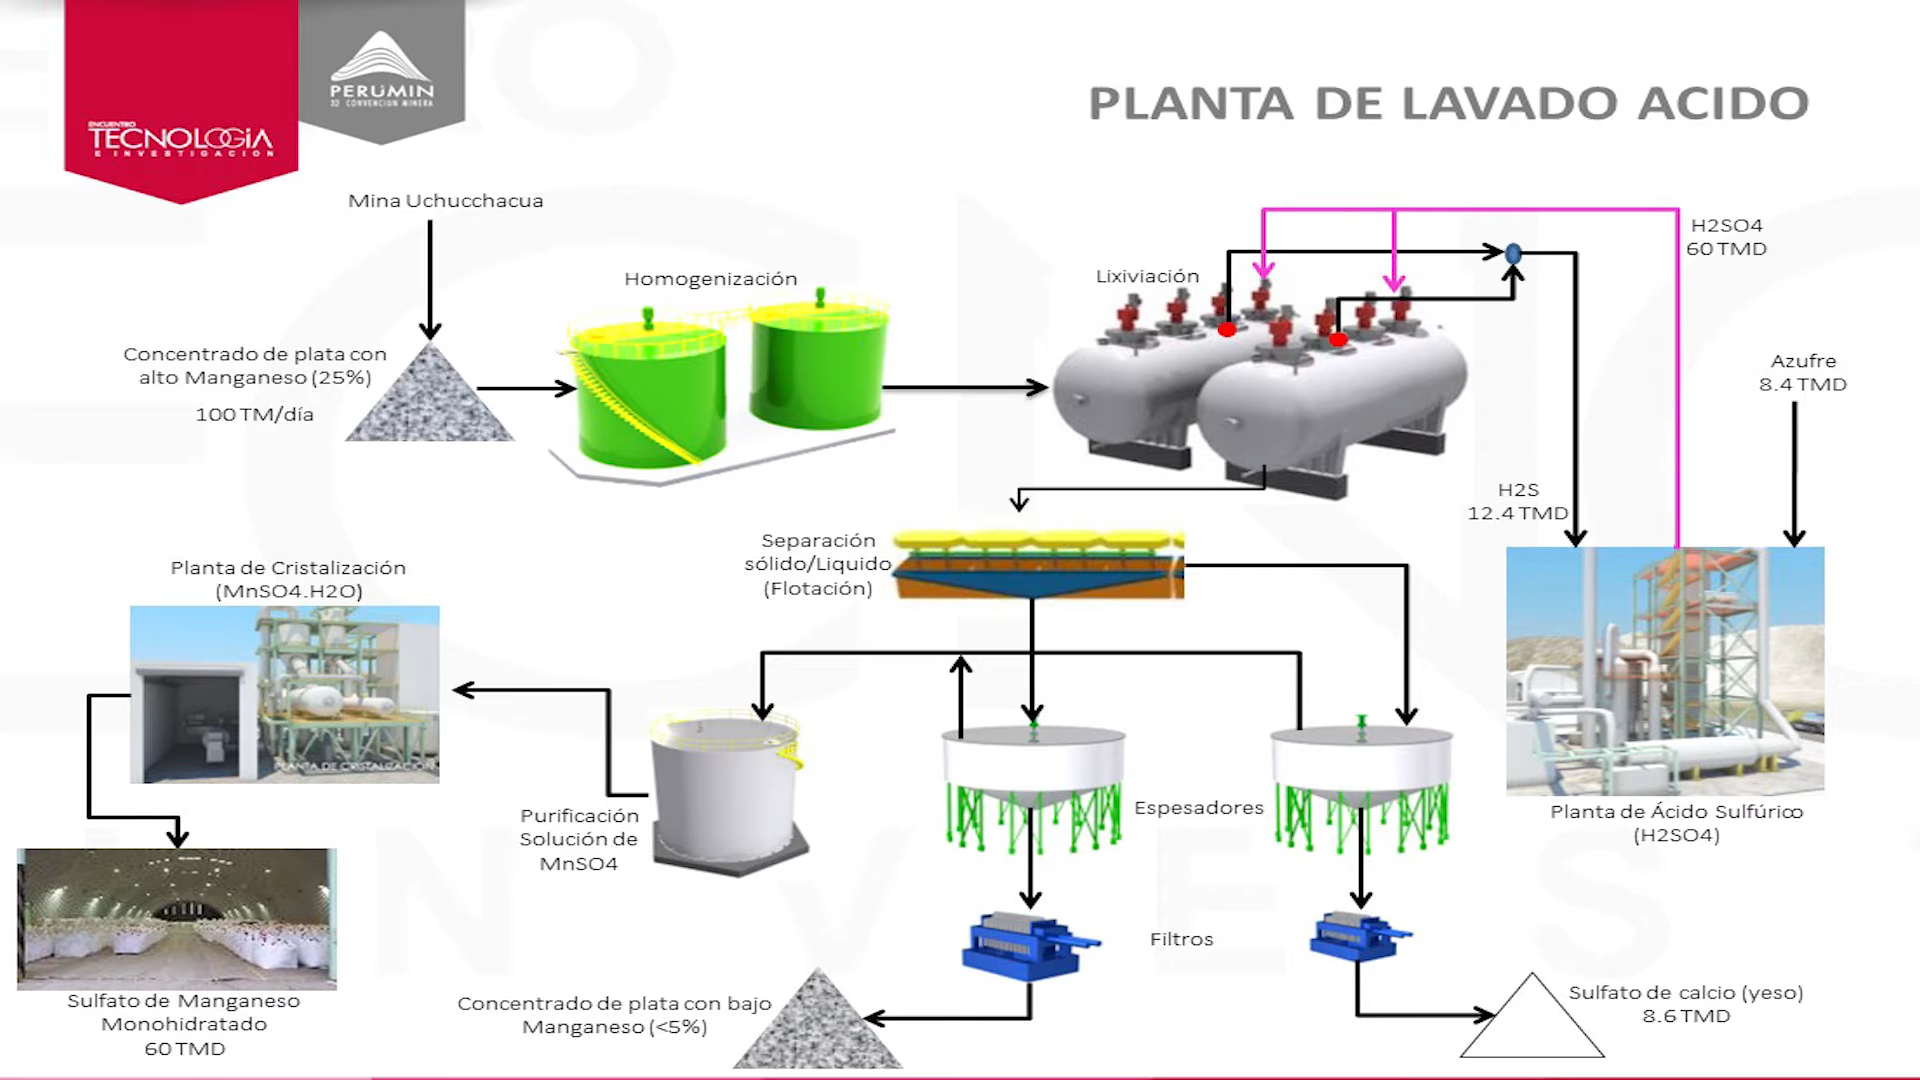 ENCUENTRO
TECNOLOGIA
E INVESTIGACION
PERUMIN
32 CONVENCION MINERA
PLANTA DE LAVADO ACIDO
Mina Uchucchacua
Homogenización
Lixiviación
H2SO4
60 TMD
Concentrado de plata con
alto Manganeso (25%)
100 TM/día
Azufre
8.4 TMD
H2S
12.4 TMD
Separación
sólido/Liquido
(Flotación)
Planta de Cristalización
(MnSO4.H2O)
PLANTA DE CRISTALIZACIÓN
Purificación
Solución de
MnSO4
Espesadores
Planta de Ácido Sulfúrico
(H2SO4)
Filtros
Sulfato de Manganeso
Monohidratado
60 TMD
Concentrado de plata con bajo
Manganeso (<5%)
Sulfato de calcio (yeso)
8.6 TMD